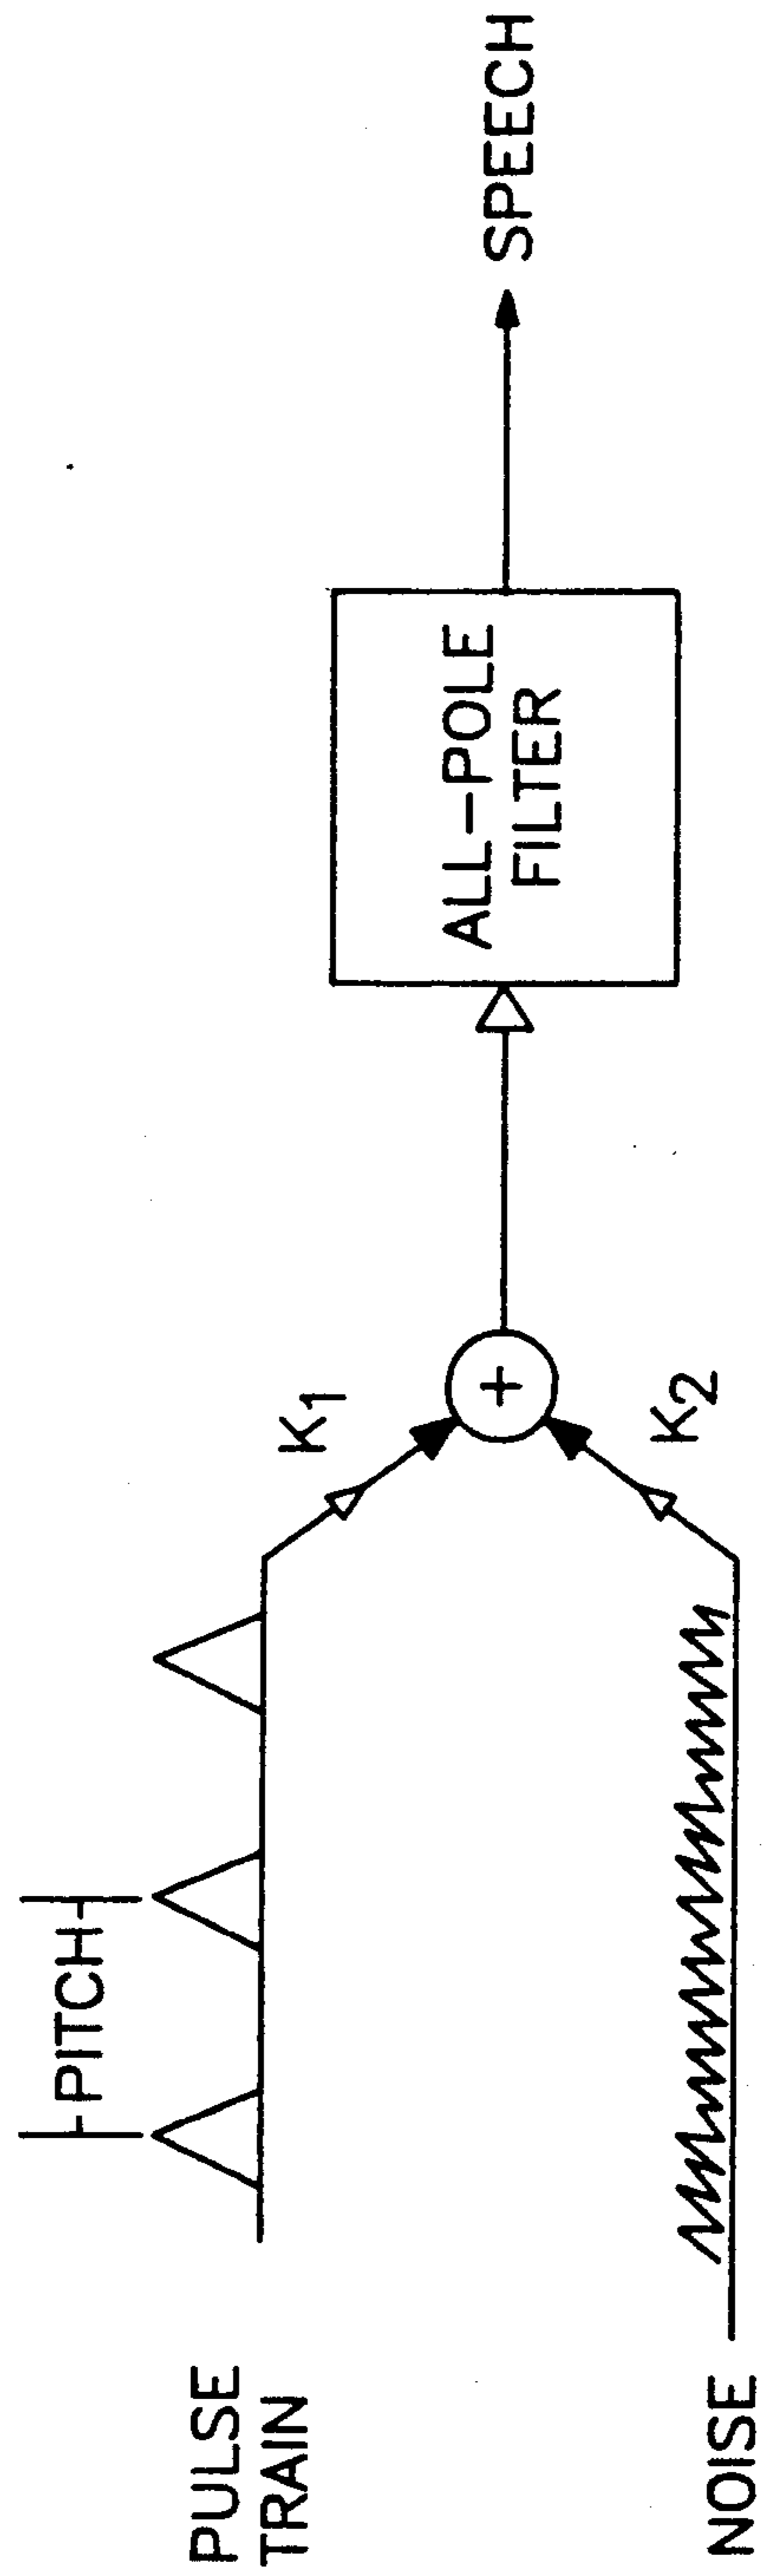 PITCH
PULSE
TRAIN
K1
+
K2
NOISE
ALL-POLE
FILTER
SPEECH